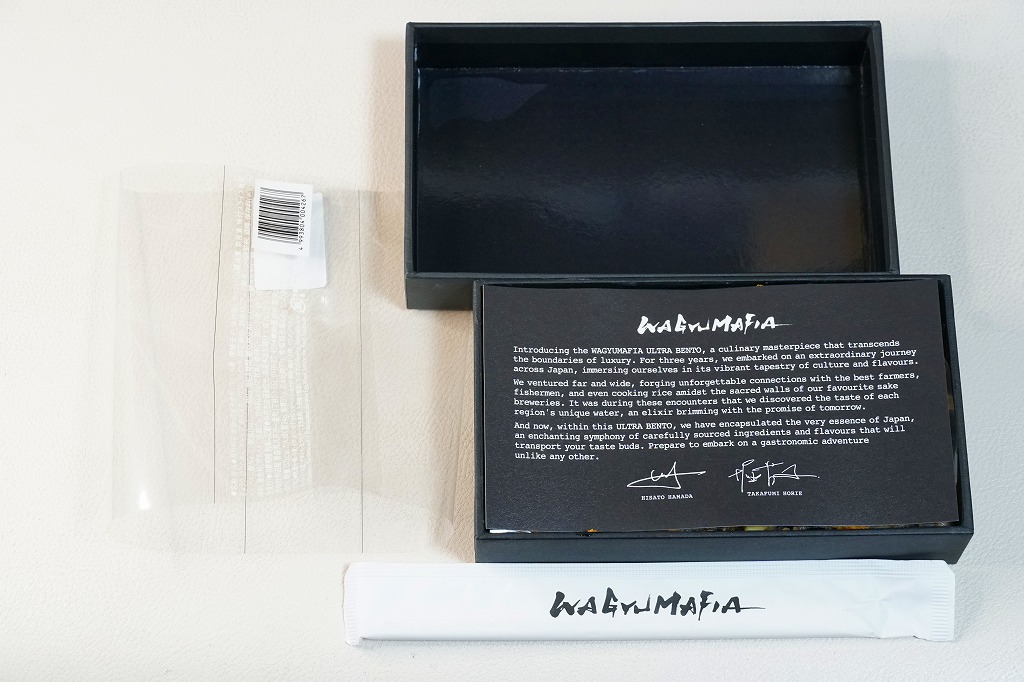 4 993804 004267
WAGYUMAFIA
Introducing the WAGYUMAFIA ULTRA BENTO, a culinary masterpiece that transcends
the boundaries of luxury. For three years, we embarked on an extraordinary journey
across Japan, immersing ourselves in its vibrant tapestry of culture and flavours.
We ventured far and wide, forging unforgettable connections with the best farmers,
fishermen, and even cooking rice amidst the sacred walls of our favourite sake
breweries. It was during these encounters that we discovered the taste of each
region's unique water, an elixir brimming with the promise of tomorrow.
And now, within this ULTRA BENTO, we have encapsulated the very essence of Japan,
an enchanting symphony of carefully sourced ingredients and flavours that will
transport your taste buds. Prepare to embark on a gastronomic adventure
unlike any other.
HISATO HAMADA
TAKAFUMI HORIE
WAGYUMAFIA